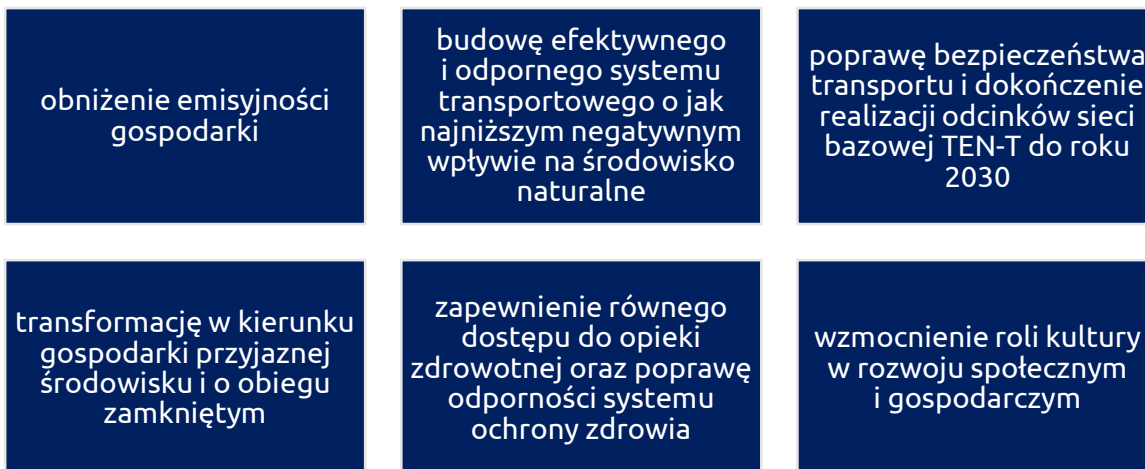 obniżenie emisyjności
gospodarki
budowę efektywnego
i odpornego systemu
transportowego o jak
najniższym negatywnym
wpływie na środowisko
naturalne
poprawę bezpieczeństwa
transportu i dokończenie
realizacji odcinków sieci
bazowej TEN-T do roku
2030
transformację w kierunku
gospodarki przyjaznej
środowisku i o obiegu
zamkniętym
zapewnienie równego
dostępu do opieki
zdrowotnej oraz poprawę
odporności systemu
ochrony zdrowia
wzmocnienie roli kultury
w rozwoju społecznym
i gospodarczym